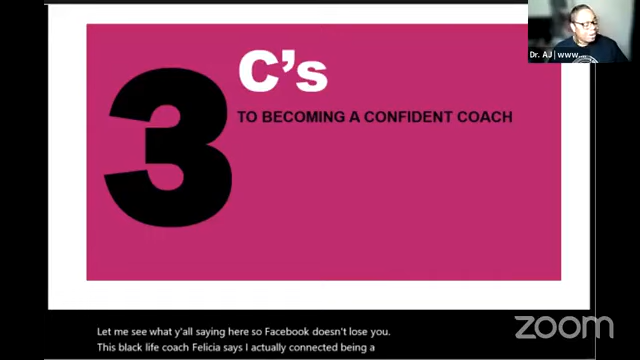 3
C's
TO BECOMING A CONFIDENT COACH
Dr. AJ | www....
Let me see what y'all saying here so Facebook doesn't lose you.
This black life coach Felicia says I actually connected being a
zoom